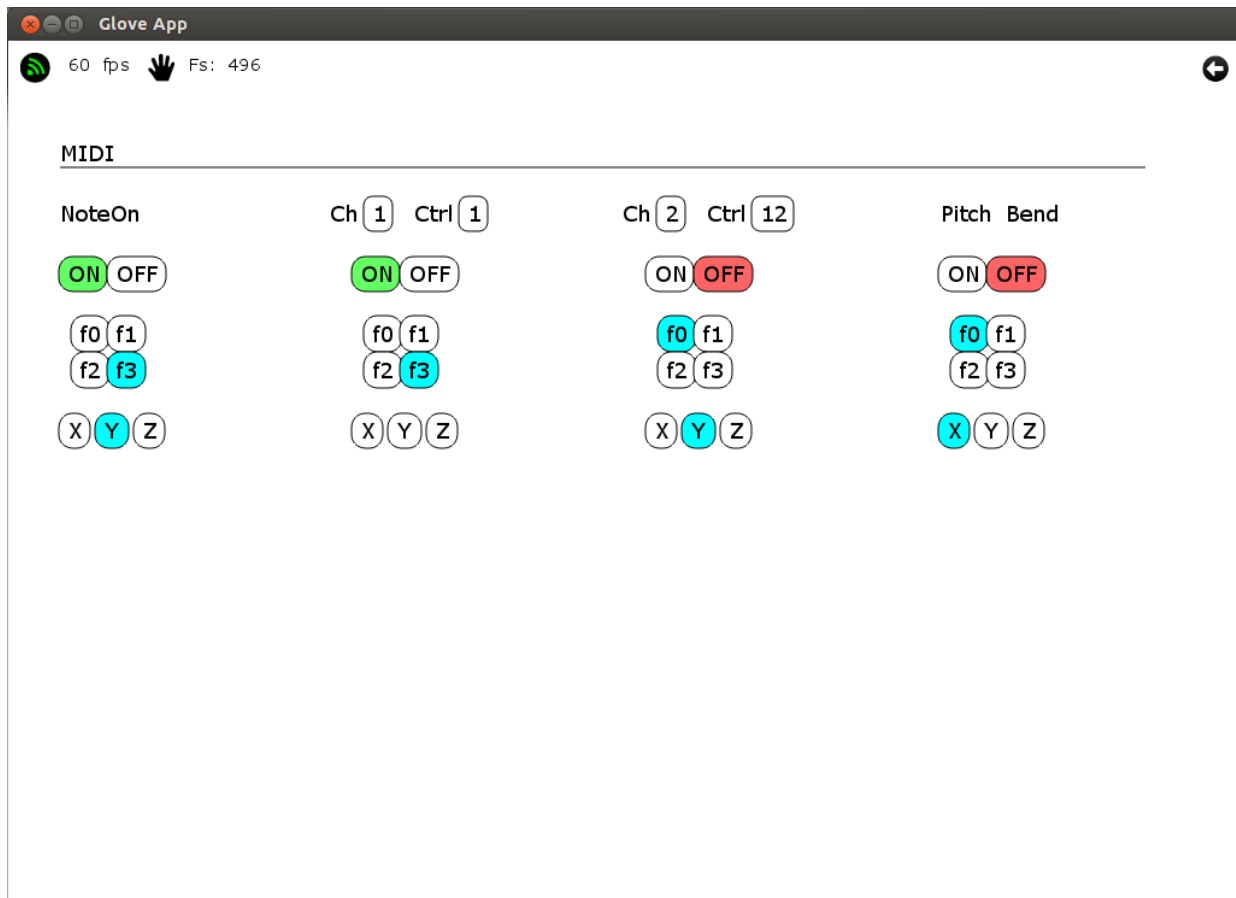 Glove App
60 fps Fs: 496
MIDI
NoteOn Ch 1 Ctrl 1 Ch 2 Ctrl 12 Pitch Bend
ON OFF ON OFF ON OFF ON OFF
f0 f1 f0 f1 f0 f1 f0 f1
f2 f3 f2 f3 f2 f3 f2 f3
X Y Z X Y Z X Y Z X Y Z